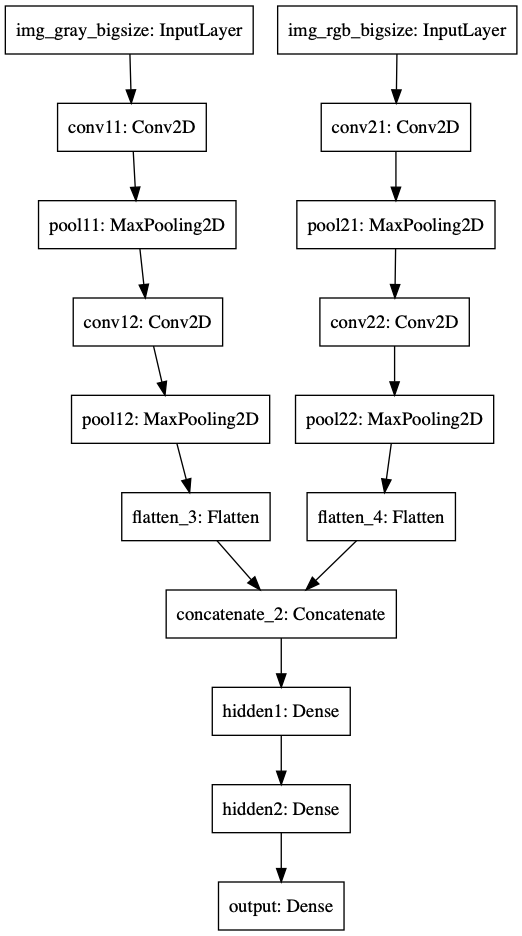 img_gray_bigsize: InputLayer
img_rgb_bigsize: InputLayer
conv11: Conv2D
conv21: Conv2D
pool11: MaxPooling2D
pool21: MaxPooling2D
conv12: Conv2D
conv22: Conv2D
pool12: MaxPooling2D
pool22: MaxPooling2D
flatten_3: Flatten
flatten_4: Flatten
concatenate_2: Concatenate
hidden1: Dense
hidden2: Dense
output: Dense